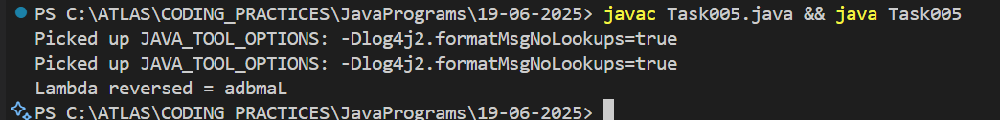 PS C:\ATLAS\CODING_PRACTICES\JavaPrograms\19-06-2025> javac Task005.java && java Task005
Picked up JAVA_TOOL_OPTIONS: -Dlog4j2.formatMsgNoLookups=true
Picked up JAVA_TOOL_OPTIONS: -Dlog4j2.formatMsgNoLookups=true
Lambda reversed = adbmaL
PS C:\ATLAS\CODING_PRACTICES\JavaPrograms\19-06-2025>